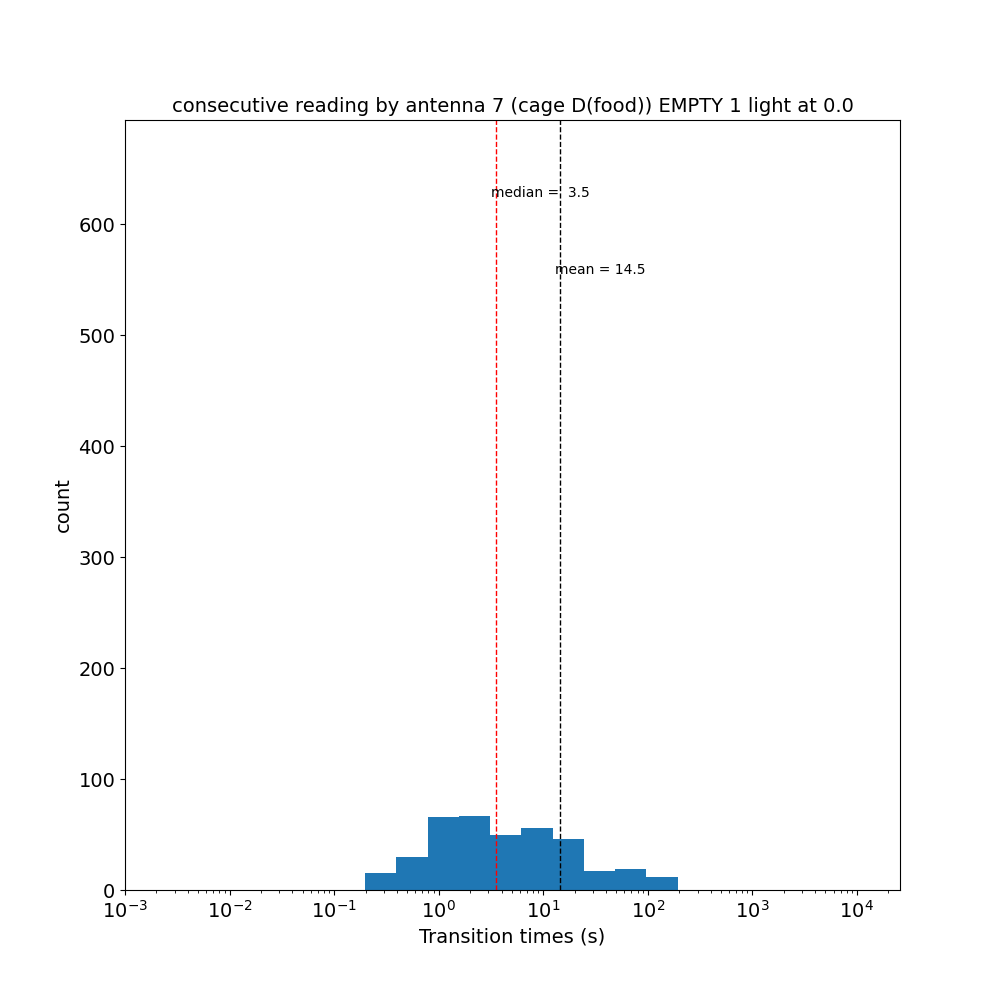 consecutive reading by antenna 7 (cage D(food)) EMPTY 1 light at 0.0
median =  3.5
mean = 14.5
600
500
400
300
200
100
0
count
10⁻³ 10⁻² 10⁻¹ 10⁰ 10¹ 10² 10³ 10⁴
Transition times (s)